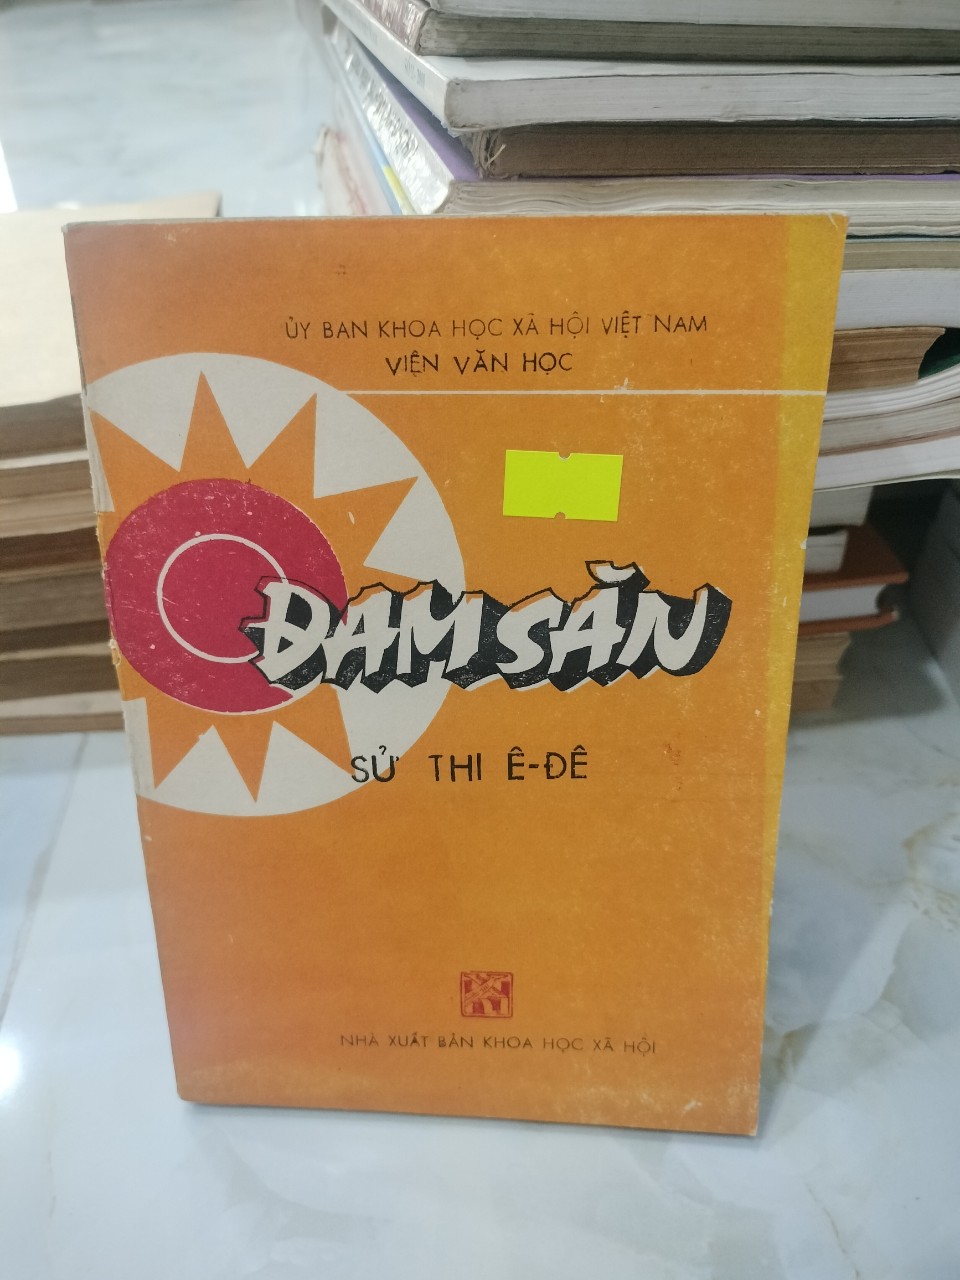 ỦY BAN KHOA HỌC XÃ HỘI VIỆT NAM
VIỆN VĂN HỌC
ĐAM SĂN
SỬ THI Ê-ĐÊ
NHÀ XUẤT BẢN KHOA HỌC XÃ HỘI